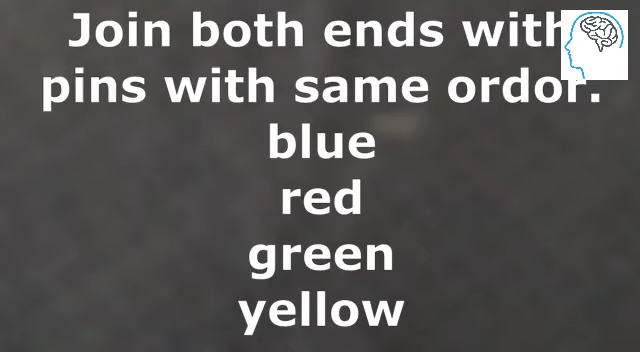 Join both ends with
pins with same ordor.
blue
red
green
yellow